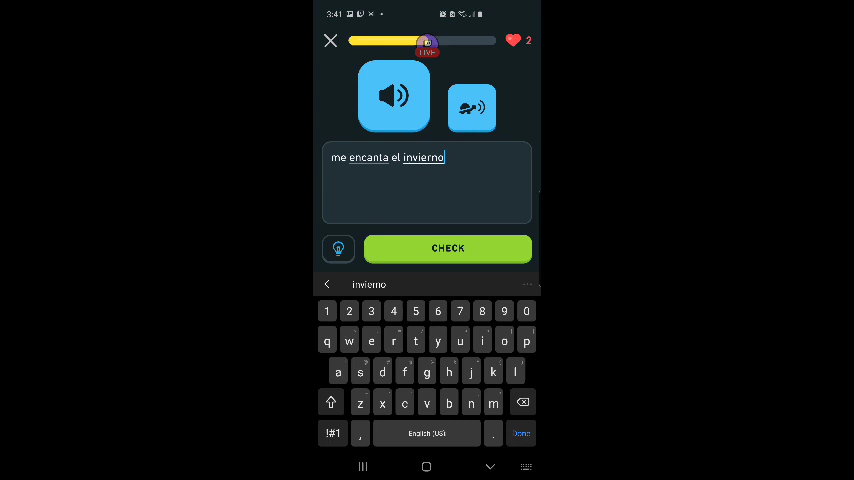 3:41
2
LIVE
me encanta el invierno
CHECK
invierno
1 2 3 4 5 6 7 8 9 0
q w e r t y u i o p
a s d f g h j k l
z x c v b n m
!#1 , English (US) . Done